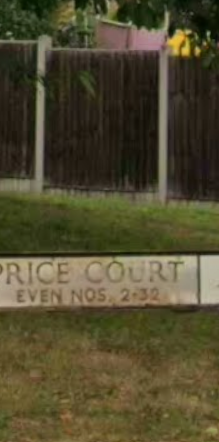 PRICE COURT
EVEN NOS. 2-32